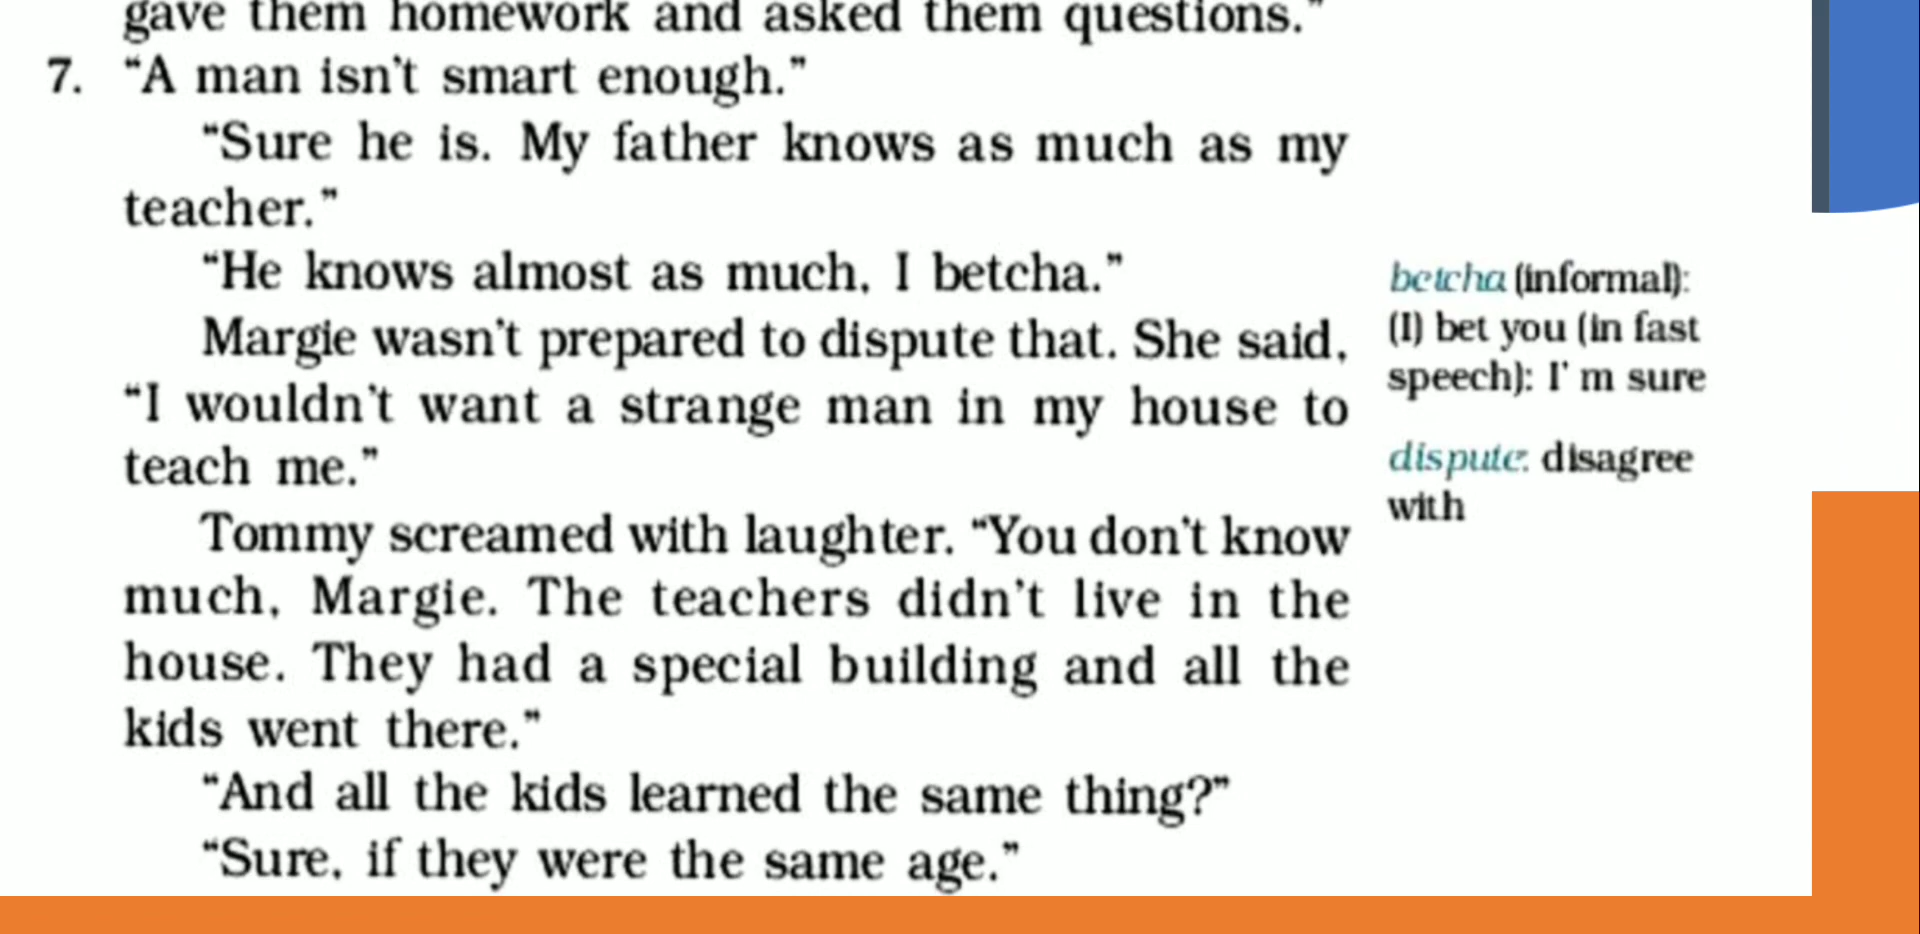 gave them homework and asked them questions.”
7. “A man isn't smart enough.”
“Sure he is. My father knows as much as my
teacher.”
“He knows almost as much, I betcha.”
Margie wasn't prepared to dispute that. She said,
“I wouldn't want a strange man in my house to
teach me.”
Tommy screamed with laughter. “You don't know
much, Margie. The teachers didn't live in the
house. They had a special building and all the
kids went there.”
“And all the kids learned the same thing?”
“Sure, if they were the same age.”
betcha (informal):
(I) bet you (in fast
speech): I' m sure
dispute: disagree
with